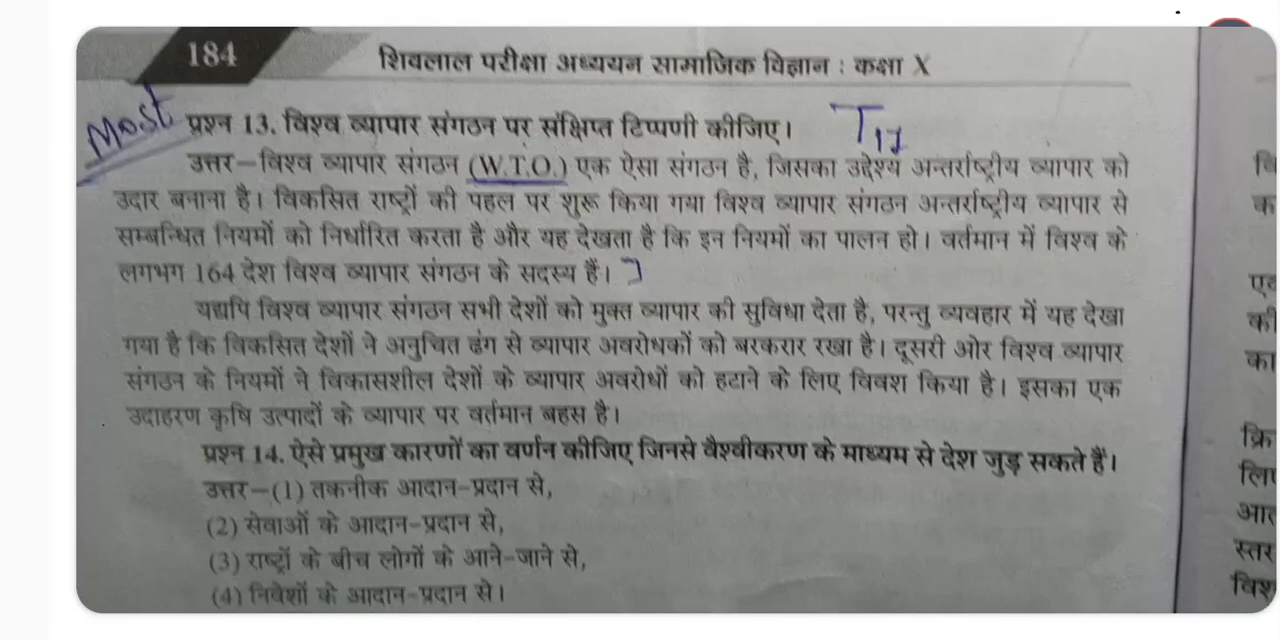 184
शिवलाल परीक्षा अध्ययन सामाजिक विज्ञान : कक्षा X
Most
प्रश्न 13. विश्व व्यापार संगठन पर संक्षिप्त टिप्पणी कीजिए। T17
उत्तर–विश्व व्यापार संगठन (W.T.O.) एक ऐसा संगठन है, जिसका उद्देश्य अन्तर्राष्ट्रीय व्यापार को
उदार बनाना है। विकसित राष्ट्रों की पहल पर शुरू किया गया विश्व व्यापार संगठन अन्तर्राष्ट्रीय व्यापार से
सम्बन्धित नियमों को निर्धारित करता है और यह देखता है कि इन नियमों का पालन हो। वर्तमान में विश्व के
लगभग 164 देश विश्व व्यापार संगठन के सदस्य हैं।
यद्यपि विश्व व्यापार संगठन सभी देशों को मुक्त व्यापार की सुविधा देता है, परन्तु व्यवहार में यह देखा
गया है कि विकसित देशों ने अनुचित ढंग से व्यापार अवरोधकों को बरकरार रखा है। दूसरी ओर विश्व व्यापार
संगठन के नियमों ने विकासशील देशों के व्यापार अवरोधों को हटाने के लिए विवश किया है। इसका एक
उदाहरण कृषि उत्पादों के व्यापार पर वर्तमान बहस है।
प्रश्न 14. ऐसे प्रमुख कारणों का वर्णन कीजिए जिनसे वैश्वीकरण के माध्यम से देश जुड़ सकते हैं।
उत्तर–(1) तकनीक आदान-प्रदान से,
(2) सेवाओं के आदान-प्रदान से,
(3) राष्ट्रों के बीच लोगों के आने-जाने से,
(4) निवेशों के आदान-प्रदान से।